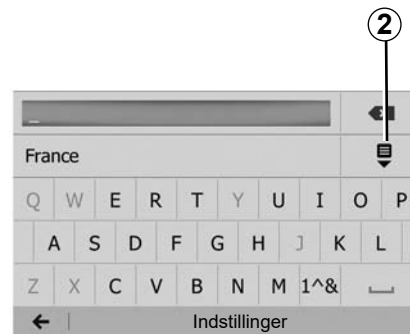 2
_
France
Q W E R T Y U I O P
A S D F G H J K L
Z X C V B N M 1^&
Indstillinger